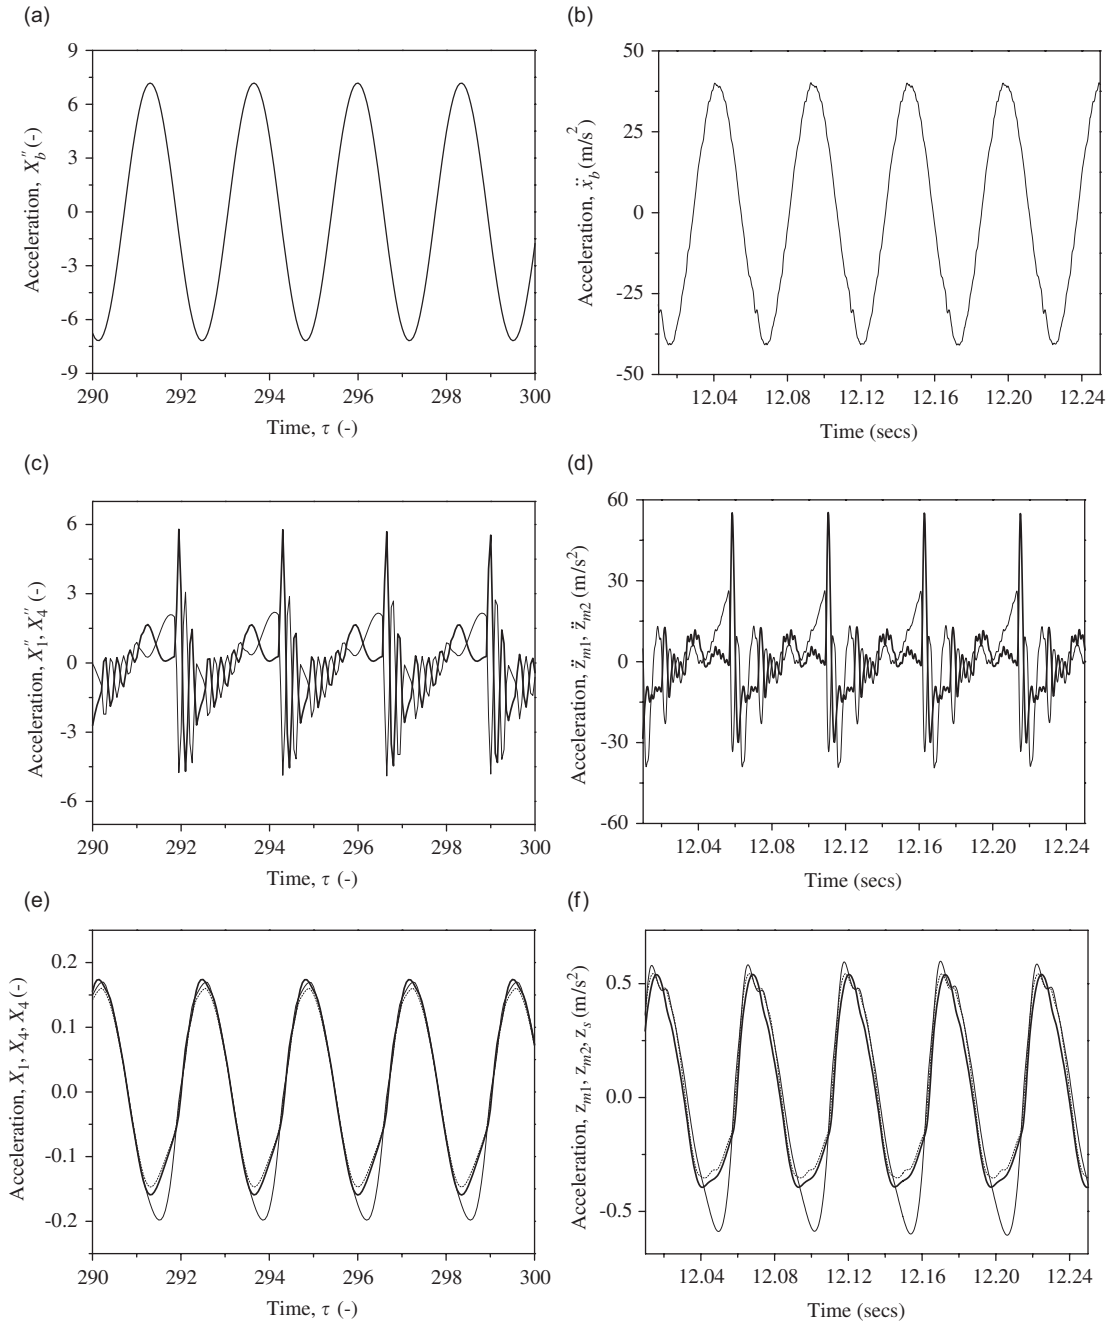 (a)
(b)
9
6
3
0
-3
-6
-9
Acceleration, X″b (-)
290 292 294 296 298 300
Time, τ (-)
50
25
0
-25
-50
Acceleration, ẍb (m/s²)
12.04 12.08 12.12 12.16 12.20 12.24
Time (secs)
(c)
(d)
6
3
0
-3
-6
Acceleration, X″1, X″4 (-)
290 292 294 296 298 300
Time, τ (-)
60
30
0
-30
-60
Acceleration, z̈m1, z̈m2 (m/s²)
12.04 12.08 12.12 12.16 12.20 12.24
Time (secs)
(e)
(f)
0.2
0.1
0.0
-0.1
-0.2
Acceleration, X1, X4, X4 (-)
290 292 294 296 298 300
Time, τ (-)
0.5
0.0
-0.5
Acceleration, zm1, zm2, zs (m/s²)
12.04 12.08 12.12 12.16 12.20 12.24
Time (secs)